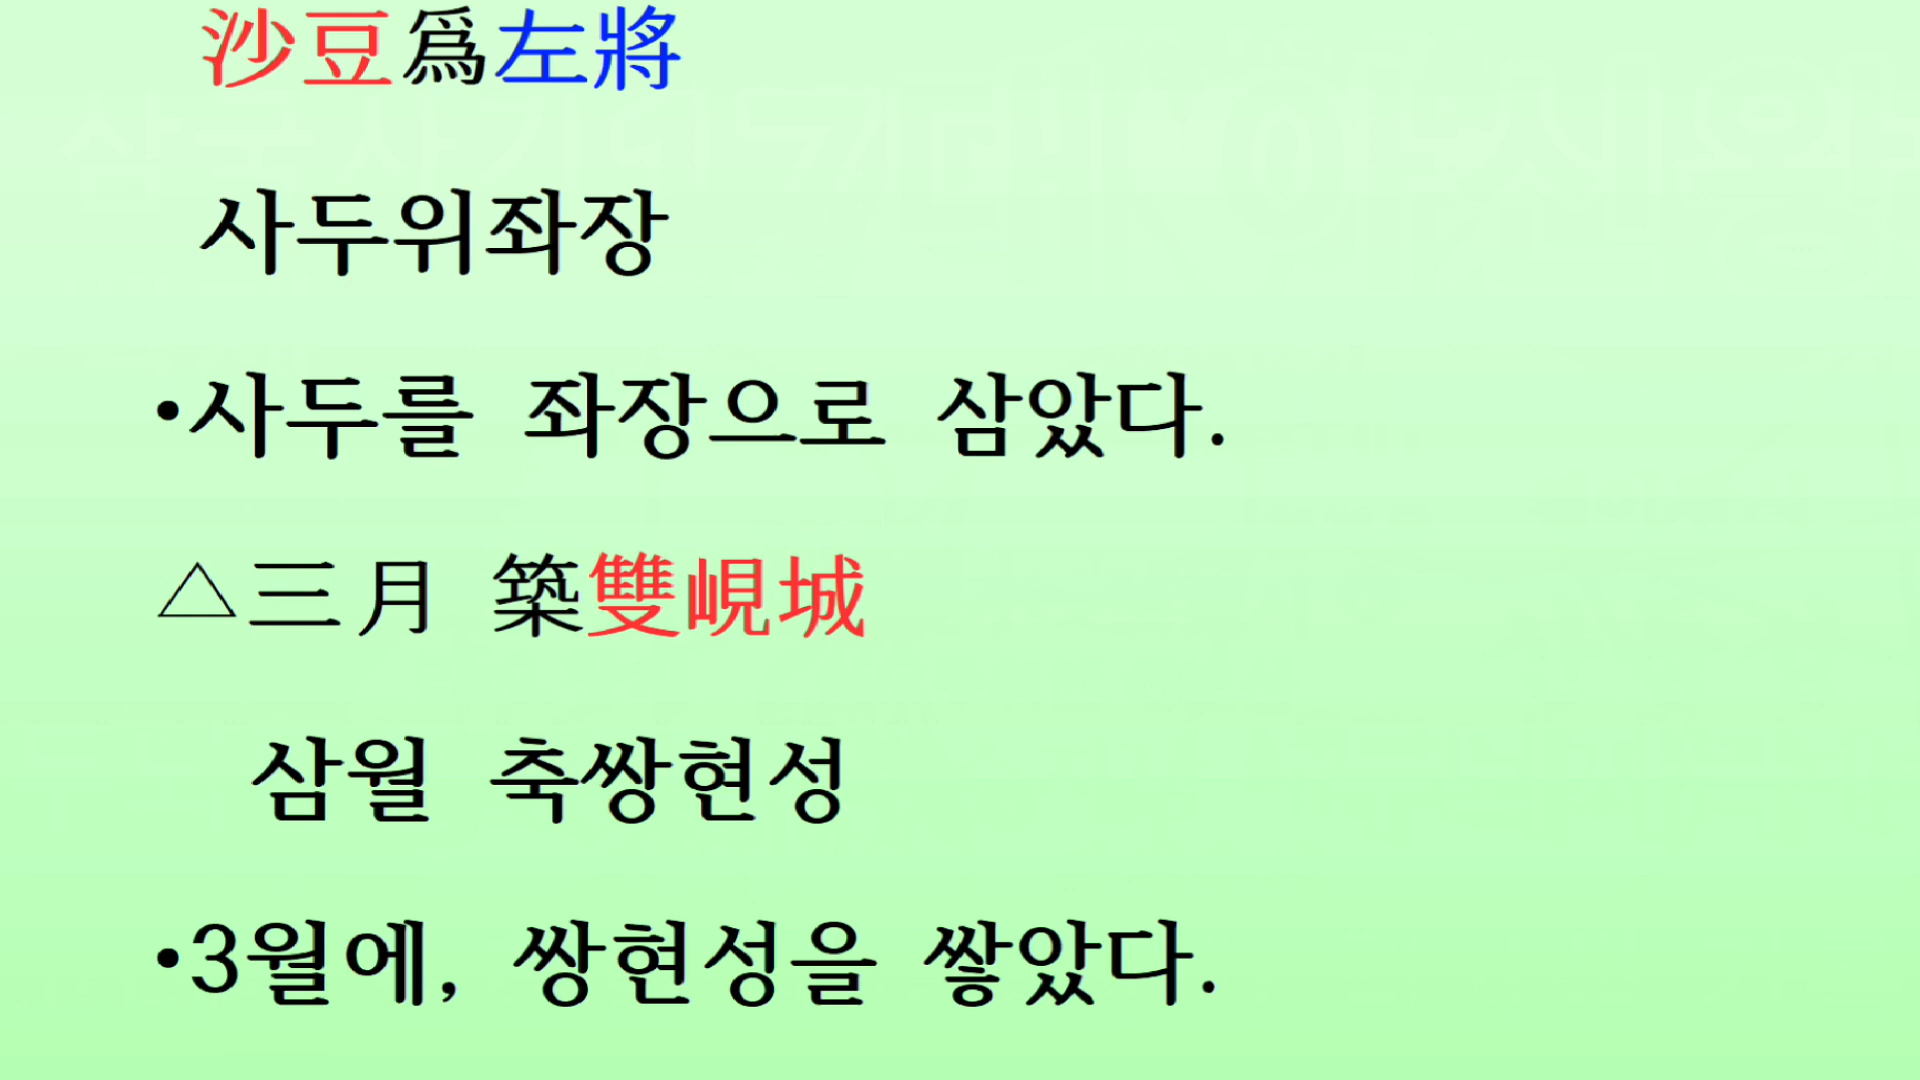 沙豆爲左將
사두위좌장
•사두를 좌장으로 삼았다.
△三月 築雙峴城
삼월 축쌍현성
•3월에, 쌍현성을 쌓았다.